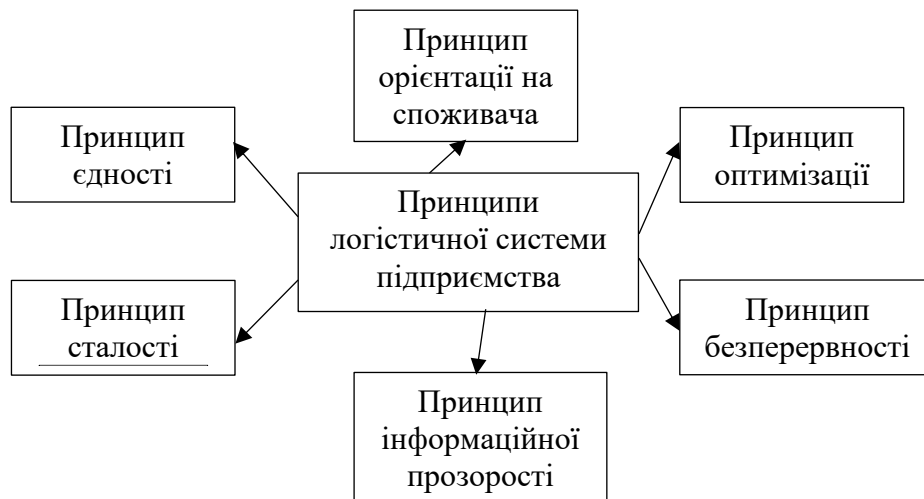 Принцип
орієнтації на
споживача
Принцип
єдності
Принцип
оптимізації
Принципи
логістичної системи
підприємства
Принцип
сталості
Принцип
безперервності
Принцип
інформаційної
прозорості